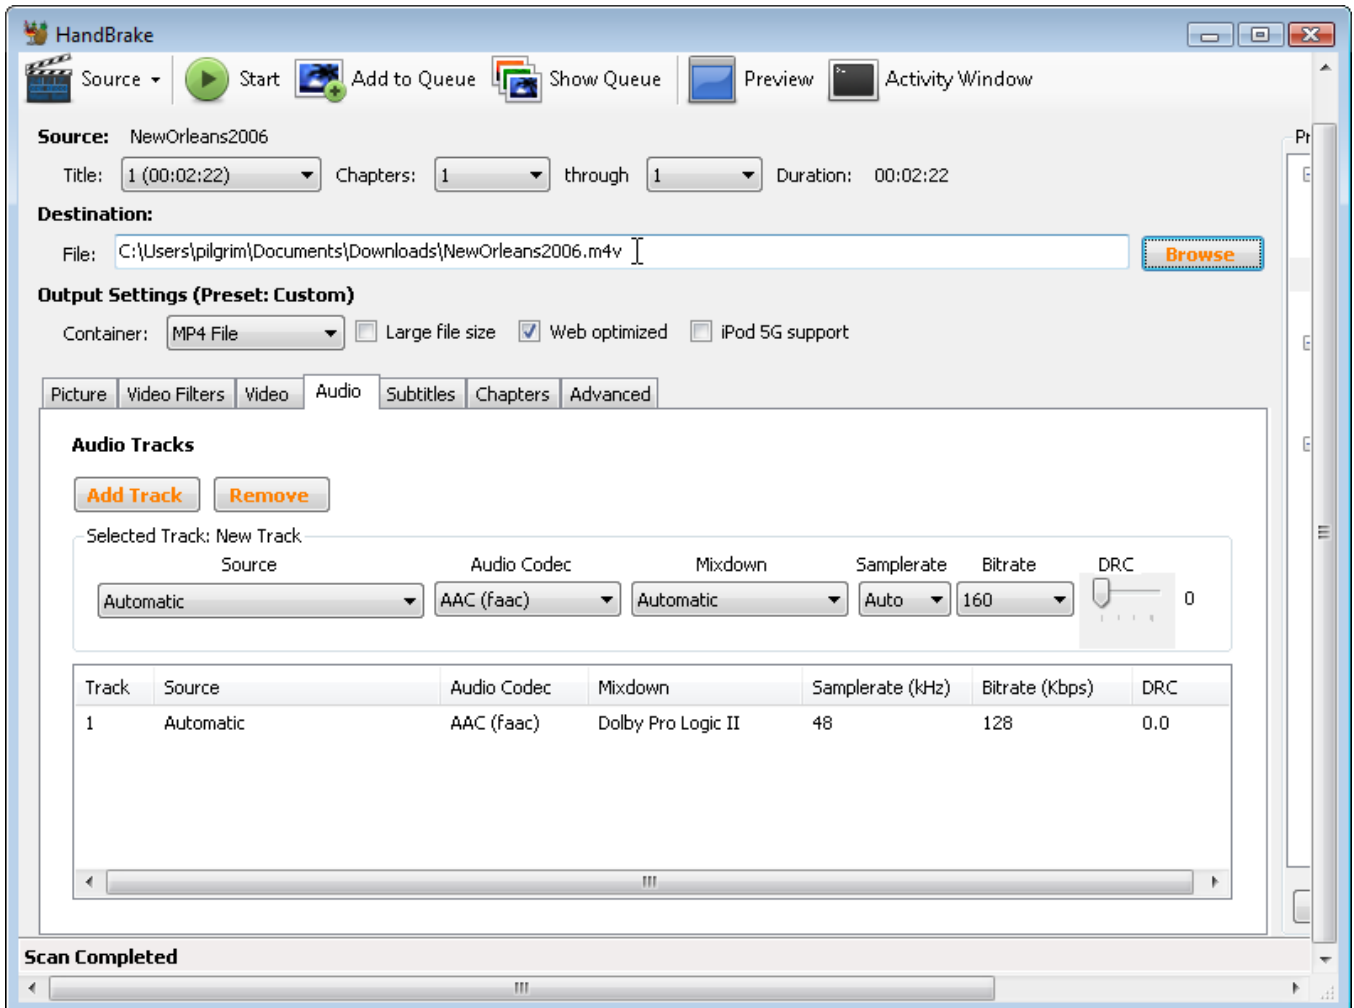 HandBrake
Source Start Add to Queue Show Queue Preview Activity Window
Source: NewOrleans2006
Pr
Title: 1 (00:02:22) Chapters: 1 through 1 Duration: 00:02:22
Destination:
File: C:\Users\pilgrim\Documents\Downloads\NewOrleans2006.m4v Browse
Output Settings (Preset: Custom)
Container: MP4 File Large file size Web optimized iPod 5G support
Picture Video Filters Video Audio Subtitles Chapters Advanced
Audio Tracks
Add Track Remove
Selected Track: New Track
Source Audio Codec Mixdown Samplerate Bitrate DRC
Automatic AAC (faac) Automatic Auto 160 0
Track Source Audio Codec Mixdown Samplerate (kHz) Bitrate (Kbps) DRC
1 Automatic AAC (faac) Dolby Pro Logic II 48 128 0.0
Scan Completed